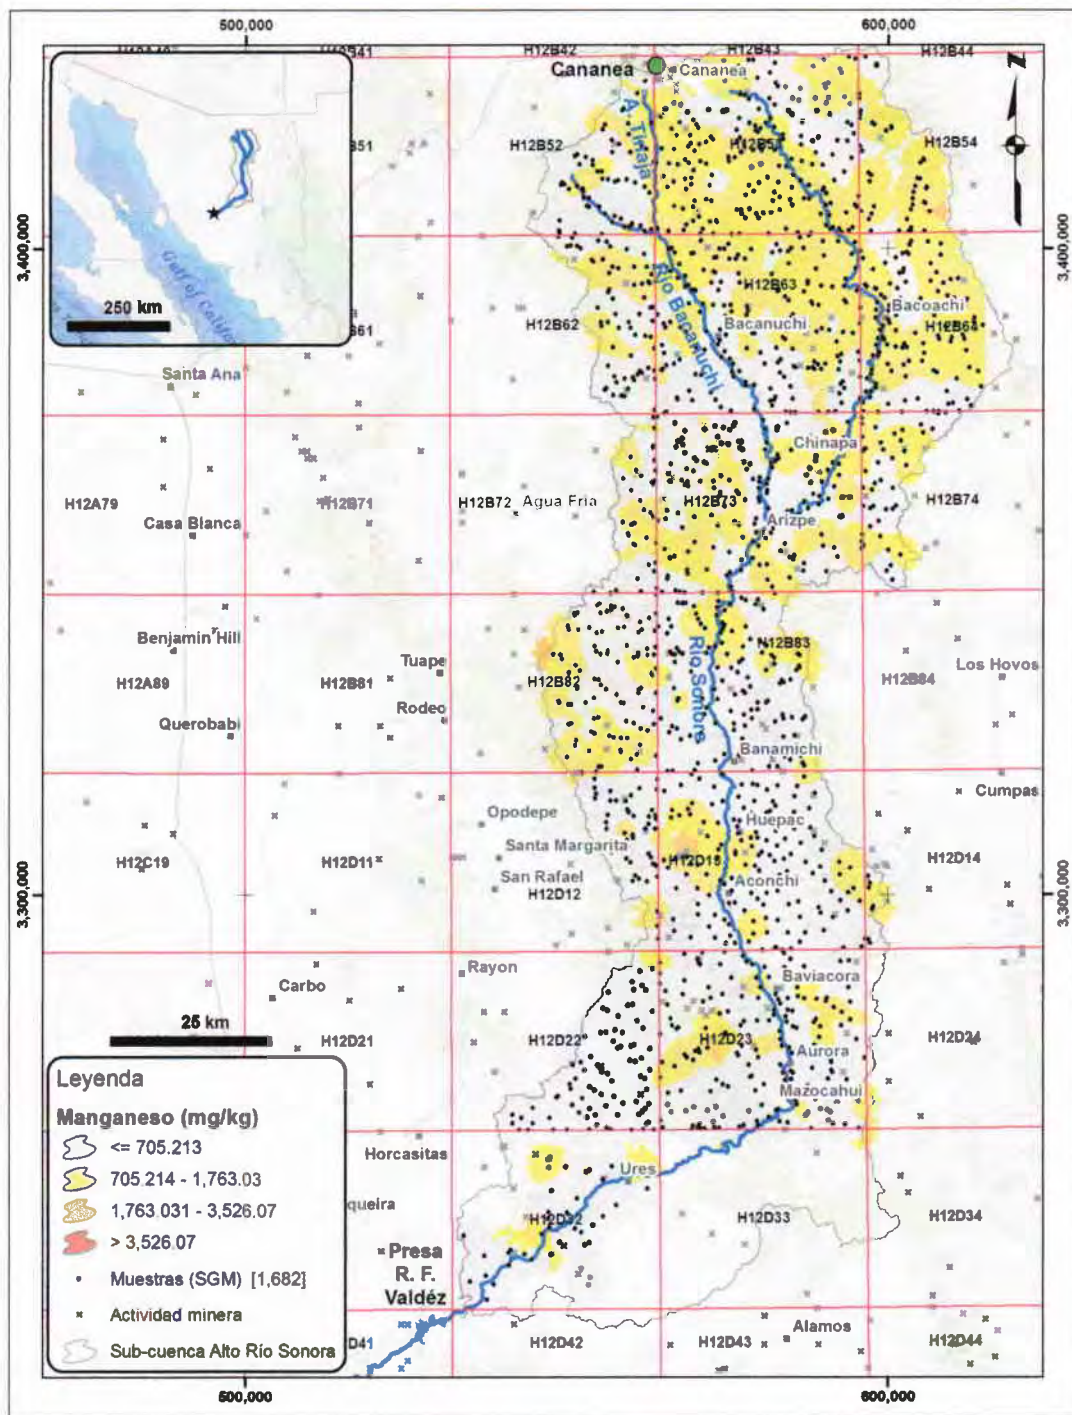 500,000
600,000
H12B42
H12B43
H12B44
Cananea
Cananea
N
A. Tinaja
H12B52
H12B54
3,400,000
3,400,000
Gulf of
250 km
Río Bacanuchi
H12B63
Bacoachi
H12B62
Bacanuchi
H12B64
Santa Ana
Chinapa
H12A79
H12B71
H12B72
Agua Fria
H12B73
H12B74
Casa Blanca
Arizpe
Benjamin Hill
Río Sonora
H12B83
Tuape
Los Hovos
H12A89
H12B81
H12B82
H12B84
Rodeo
Querobabi
Banamichi
Cumpas
Opodepe
Huepac
Santa Margarita
H12C19
H12D11
H12D13
H12D14
San Rafael
Aconchi
H12D12
3,300,000
3,300,000
Rayon
Baviacora
Carbo
25 km
H12D21
H12D22
H12D23
H12D24
Aurora
Mazocahui
Leyenda
Manganeso (mg/kg)
<= 705.213
705.214 - 1,763.03
1,763.031 - 3,526.07
> 3,526.07
Muestras (SGM) [1,682]
Actividad minera
Sub-cuenca Alto Río Sonora
Horcasitas
Ures
queira
H12D32
H12D33
H12D34
Presa
R. F.
Valdéz
D41
H12D42
H12D43
Alamos
H12D44
500,000
600,000